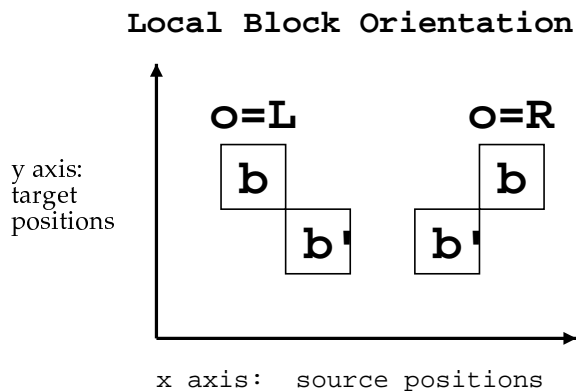 Local Block Orientation
o=L o=R
b b
y axis:
target
positions
b' b'
x axis: source positions